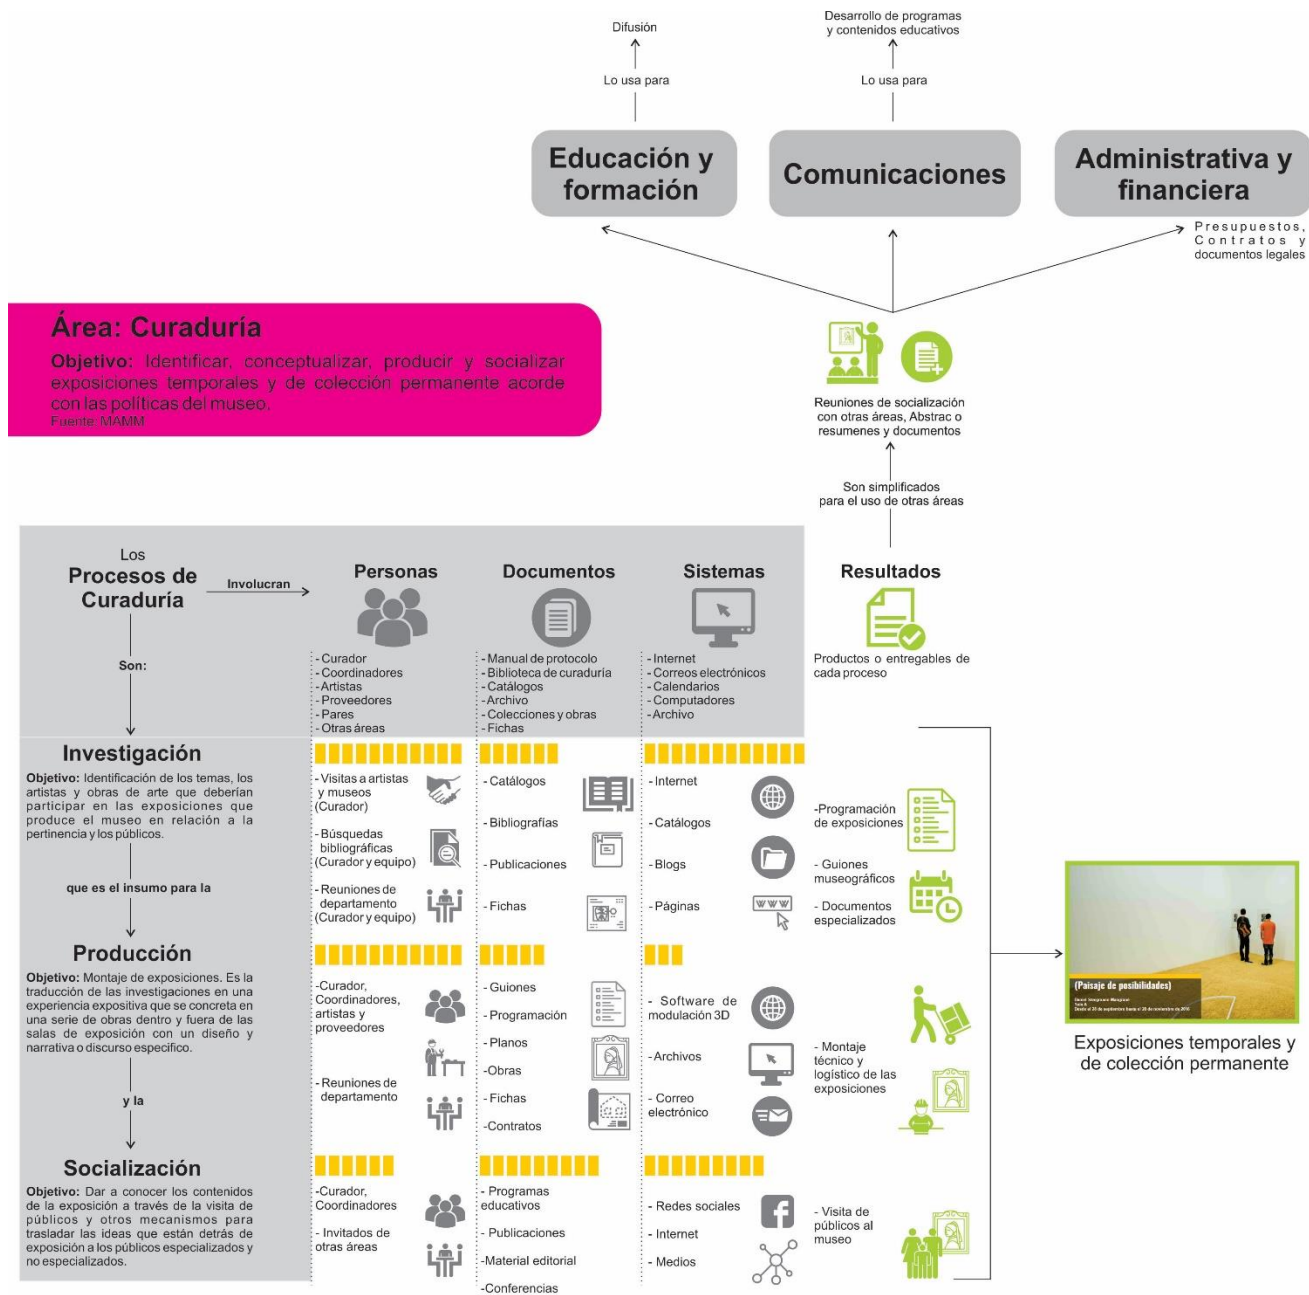 Difusión
Desarrollo de programas
y contenidos educativos
Lo usa para
Lo usa para
Educación y
formación
Comunicaciones
Administrativa y
financiera
Presupuestos,
Contratos y
documentos legales
Área: Curaduría
Objetivo: Identificar, conceptualizar, producir y socializar
exposiciones temporales y de colección permanente acorde
con las políticas del museo.
Fuente: MAMM
Reuniones de socialización
con otras áreas, Abstrac o
resumenes y documentos
Son simplificados
para el uso de otras áreas
Los
Procesos de
Curaduría
Involucran
Son:
Personas
- Curador
- Coordinadores
- Artistas
- Proveedores
- Pares
- Otras áreas
Documentos
- Manual de protocolo
- Biblioteca de curaduría
- Catálogos
- Archivo
- Colecciones y obras
- Fichas
Sistemas
- Internet
- Correos electrónicos
- Calendarios
- Computadores
- Archivo
Resultados
Productos o entregables de
cada proceso
Investigación
Objetivo: Identificación de los temas, los
artistas y obras de arte que deberían
participar en las exposiciones que
produce el museo en relación a la
pertinencia y los públicos.
que es el insumo para la
- Visitas a artistas
y museos
(Curador)
- Búsquedas
bibliográficas
(Curador y equipo)
- Reuniones de
departamento
(Curador y equipo)
- Catálogos
- Bibliografías
- Publicaciones
- Fichas
- Internet
- Catálogos
- Blogs
- Páginas
WWW
-Programación
de exposiciones
- Guiones
museográficos
- Documentos
especializados
Producción
Objetivo: Montaje de exposiciones. Es la
traducción de las investigaciones en una
experiencia expositiva que se concreta en
una serie de obras dentro y fuera de las
salas de exposición con un diseño y
narrativa o discurso especifico.
y la
-Curador,
Coordinadores,
artistas y
proveedores
-Reuniones de
departamento
- Guiones
- Programación
- Planos
-Obras
- Fichas
-Contratos
- Software de
modulación 3D
- Archivos
- Correo
electrónico
- Montaje
técnico y
logístico de las
exposiciones
(Paisaje de posibilidades)
Exposiciones temporales y
de colección permanente
Socialización
Objetivo: Dar a conocer los contenidos
de la exposición a través de la visita de
públicos y otros mecanismos para
trasladar las ideas que están detrás de
exposición a los públicos especializados y
no especializados.
-Curador,
Coordinadores
- Invitados de
otras áreas
- Programas
educativos
- Publicaciones
-Material editorial
-Conferencias
- Redes sociales
- Internet
- Medios
- Visita de
públicos al
museo